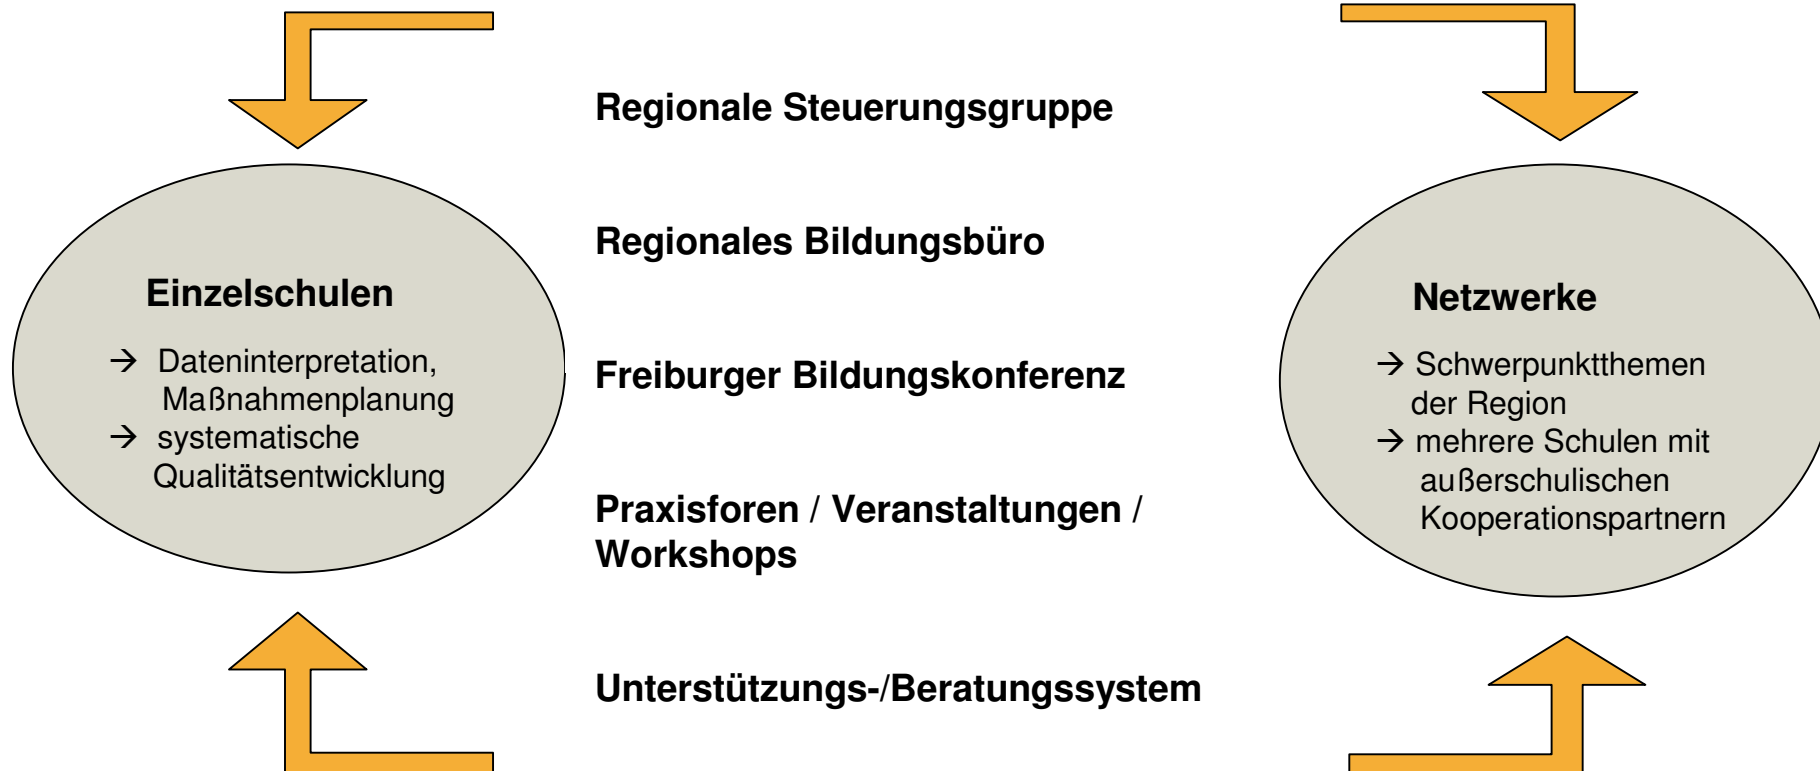 Regionale Steuerungsgruppe
Regionales Bildungsbüro
Freiburger Bildungskonferenz
Praxisforen / Veranstaltungen /
Workshops
Unterstützungs-/Beratungssystem
Einzelschulen
→ Dateninterpretation,
Maßnahmenplanung
→ systematische
Qualitätsentwicklung
Netzwerke
→ Schwerpunktthemen
der Region
→ mehrere Schulen mit
außerschulischen
Kooperationspartnern